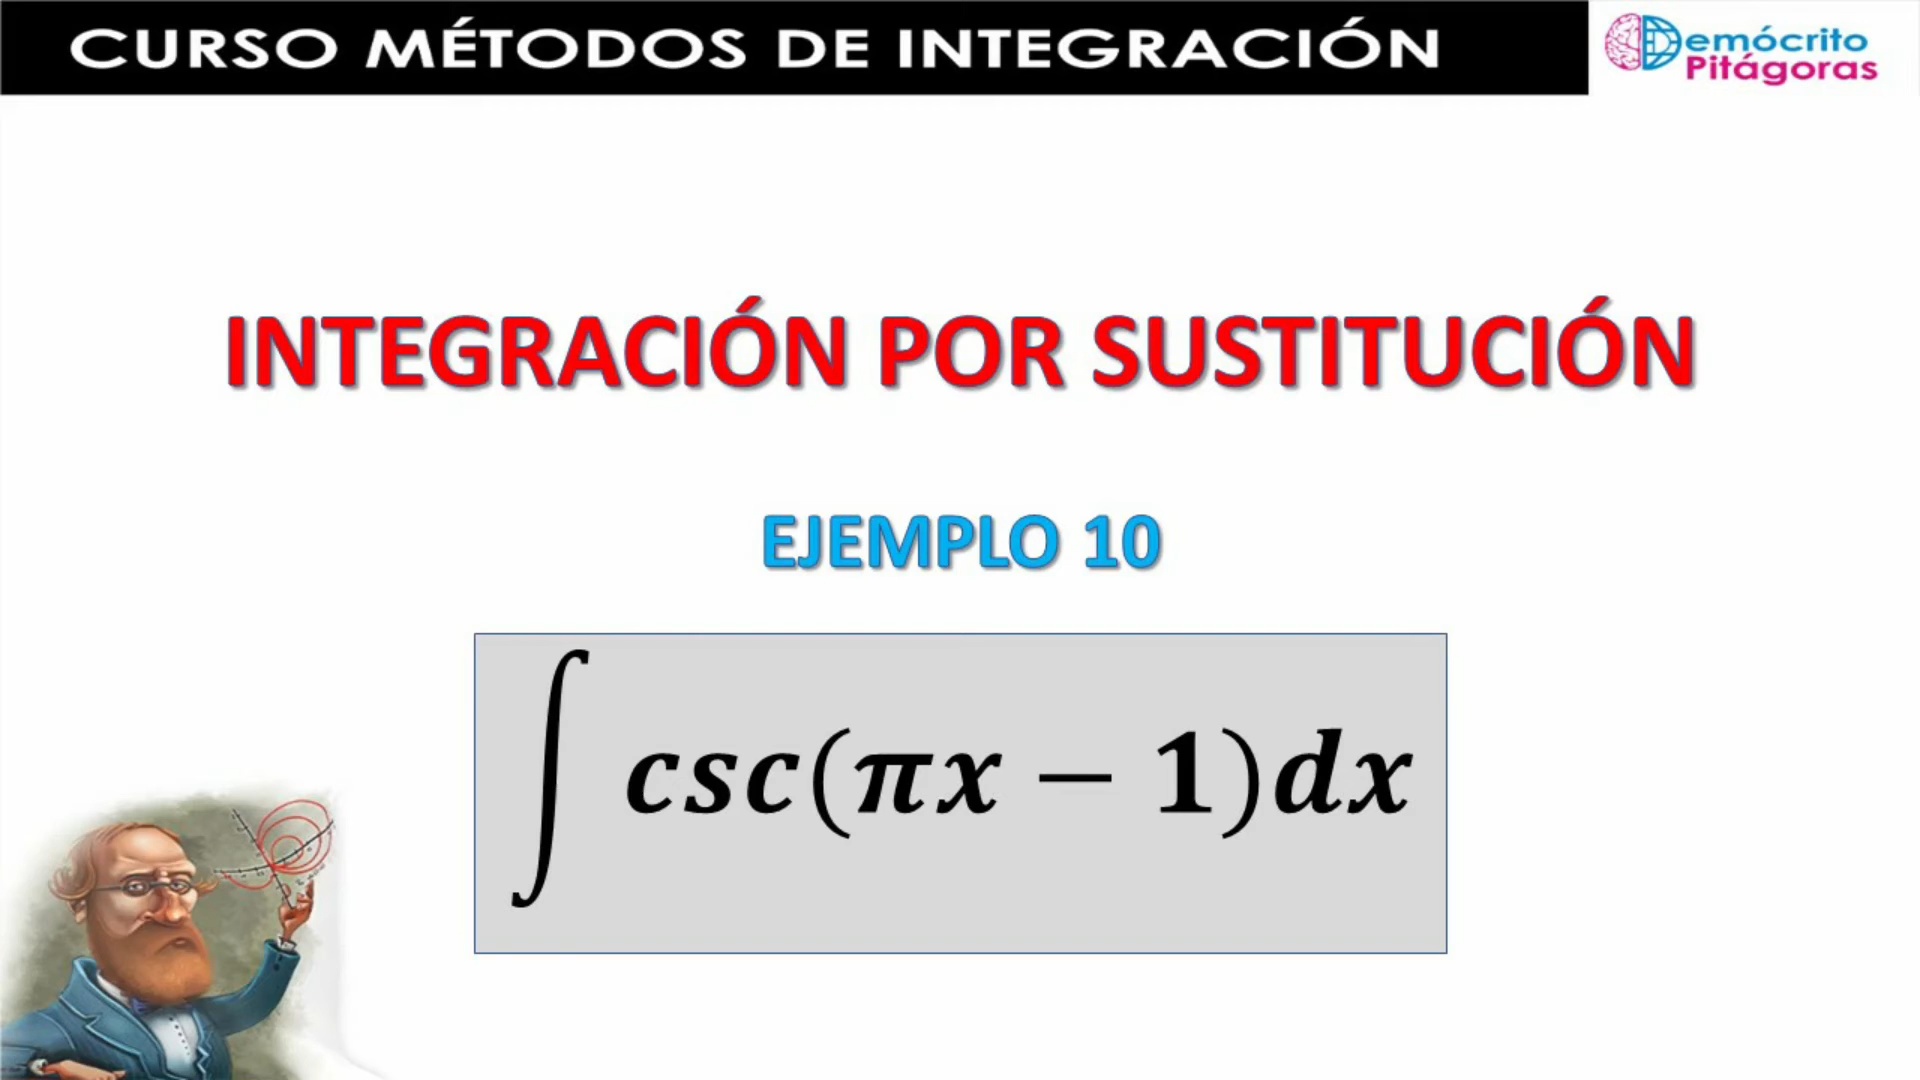 CURSO MÉTODOS DE INTEGRACIÓN
Demócrito
Pitágoras
INTEGRACIÓN POR SUSTITUCIÓN
EJEMPLO 10
∫ csc(πx − 1)dx